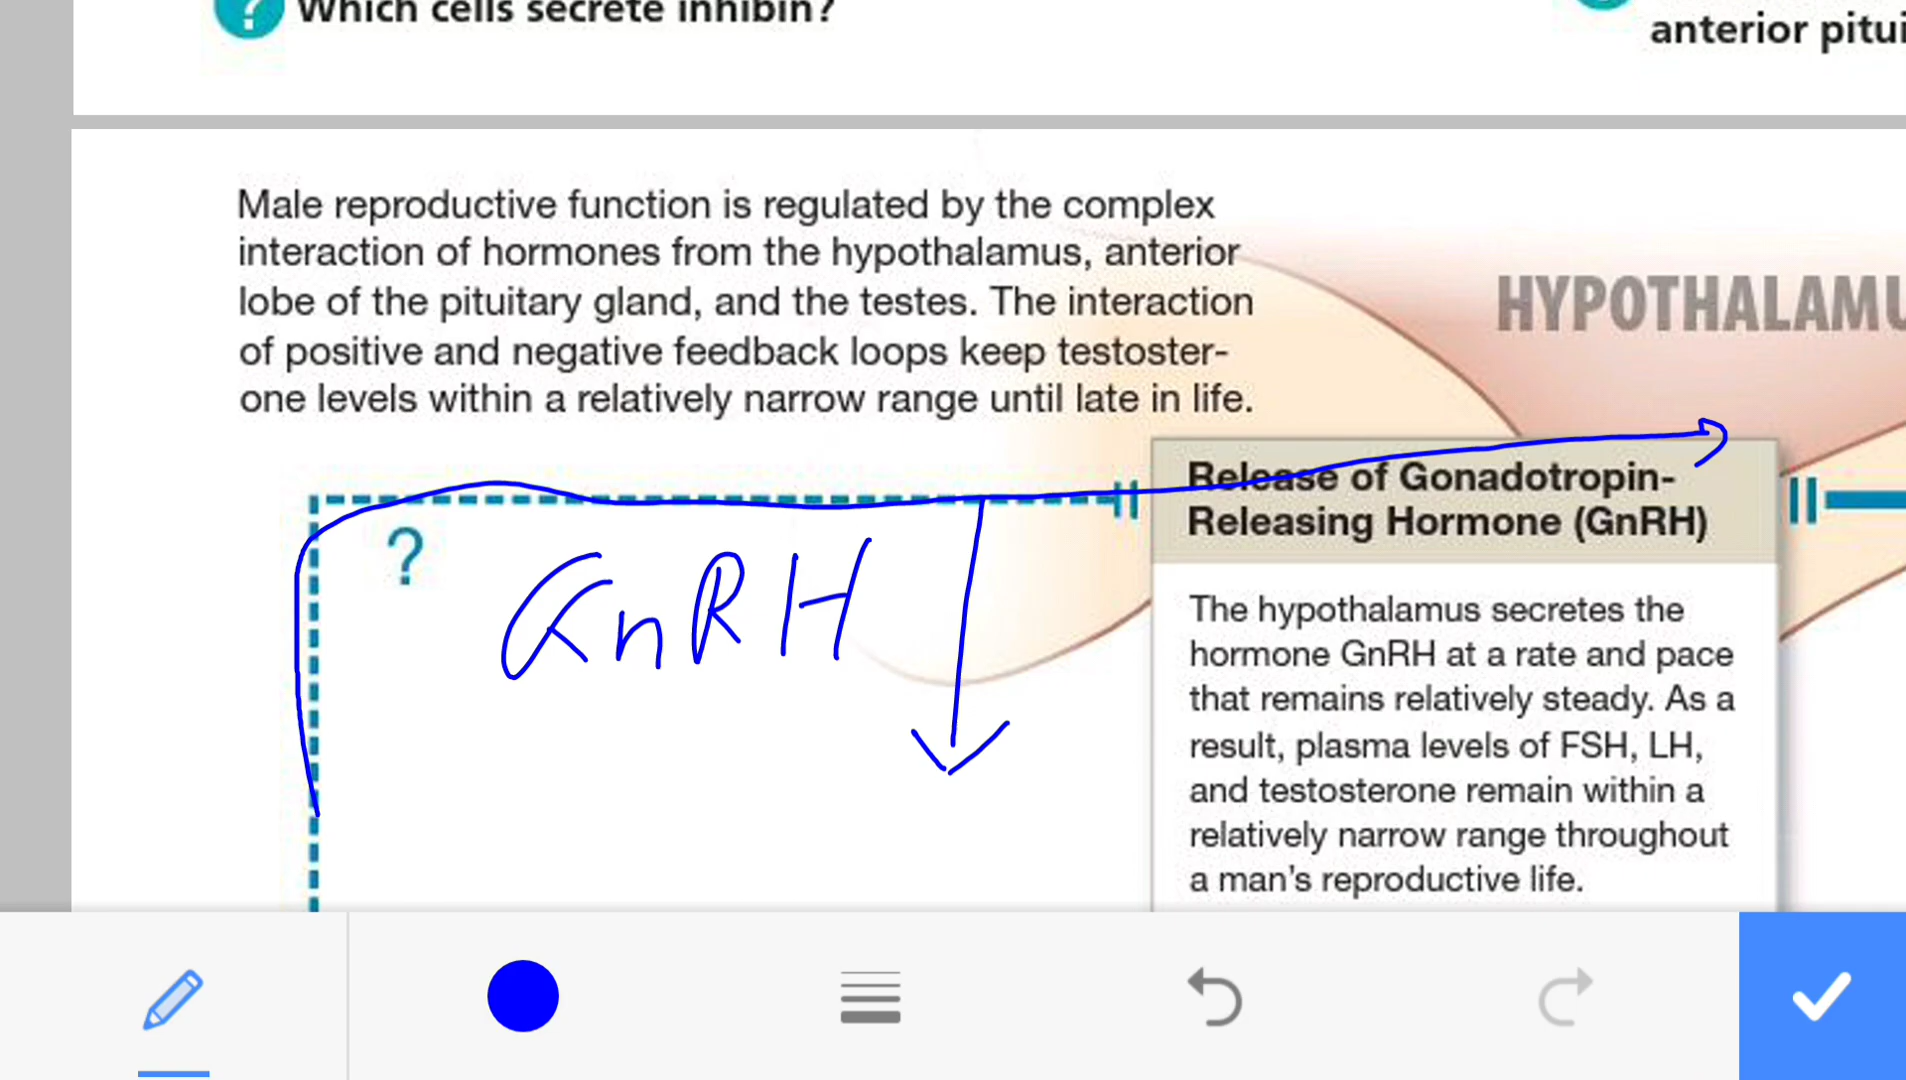 ? Which cells secrete inhibin?
anterior pitui
Male reproductive function is regulated by the complex
interaction of hormones from the hypothalamus, anterior
lobe of the pituitary gland, and the testes. The interaction
of positive and negative feedback loops keep testoster-
one levels within a relatively narrow range until late in life.
HYPOTHALAMU
?
GnRH
Release of Gonadotropin-
Releasing Hormone (GnRH)
The hypothalamus secretes the
hormone GnRH at a rate and pace
that remains relatively steady. As a
result, plasma levels of FSH, LH,
and testosterone remain within a
relatively narrow range throughout
a man's reproductive life.